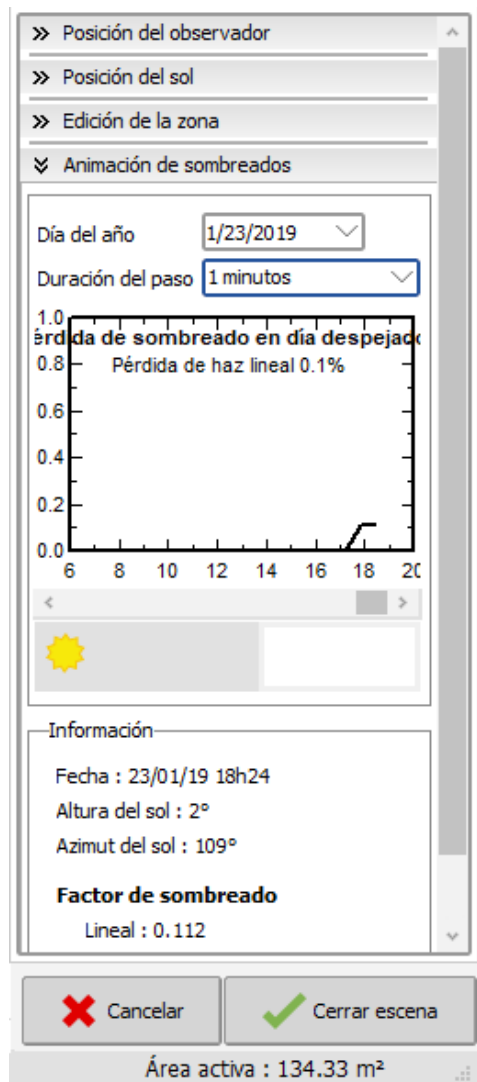 Posición del observador
Posición del sol
Edición de la zona
Animación de sombreados
Día del año 1/23/2019
Duración del paso 1 minutos
1.0
érdida de sombreado en día despejado
0.8 Pérdida de haz lineal 0.1%
0.6
0.4
0.2
0.0
6 8 10 12 14 16 18 20
Información
Fecha : 23/01/19 18h24
Altura del sol : 2°
Azimut del sol : 109°
Factor de sombreado
Lineal : 0.112
Cancelar Cerrar escena
Área activa : 134.33 m²